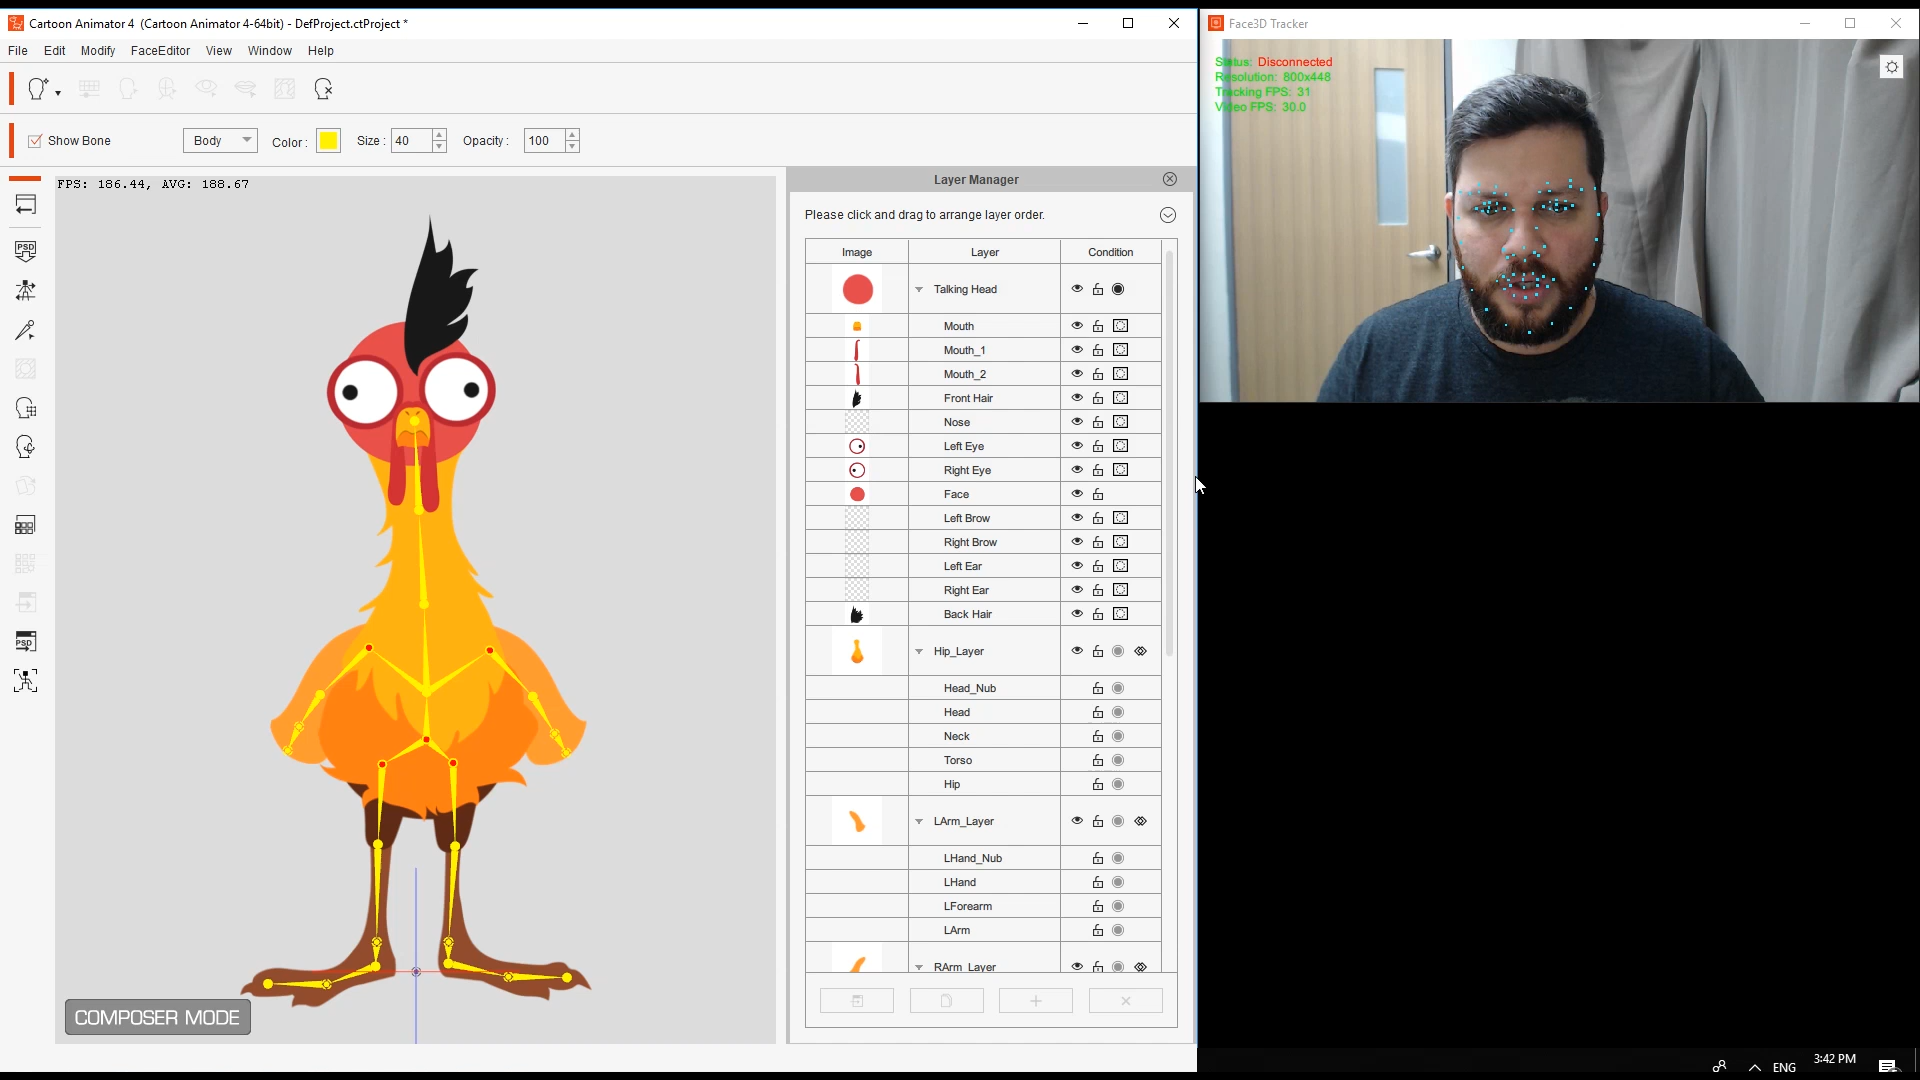 Cartoon Animator 4 (Cartoon Animator 4-64bit) - DefProject.ctProject *
File Edit Modify FaceEditor View Window Help
Show Bone Body Color : Size : 40 Opacity : 100
FPS: 186.44, AVG: 188.67
PSD
PSD
COMPOSER MODE
Layer Manager
Please click and drag to arrange layer order.
Image Layer Condition
Talking Head
Mouth
Mouth_1
Mouth_2
Front Hair
Nose
Left Eye
Right Eye
Face
Left Brow
Right Brow
Left Ear
Right Ear
Back Hair
Hip_Layer
Head_Nub
Head
Neck
Torso
Hip
LArm_Layer
LHand_Nub
LHand
LForearm
LArm
RArm_Layer
Face3D Tracker
Status: Disconnected
Resolution: 800x448
Tracking FPS: 31
Video FPS: 30.0
ENG 3:42 PM